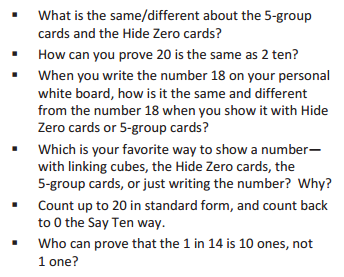 ▪ What is the same/different about the 5-group
cards and the Hide Zero cards?
▪ How can you prove 20 is the same as 2 ten?
▪ When you write the number 18 on your personal
white board, how is it the same and different
from the number 18 when you show it with Hide
Zero cards or 5-group cards?
▪ Which is your favorite way to show a number—
with linking cubes, the Hide Zero cards, the
5-group cards, or just writing the number?  Why?
▪ Count up to 20 in standard form, and count back
to 0 the Say Ten way.
▪ Who can prove that the 1 in 14 is 10 ones, not
1 one?